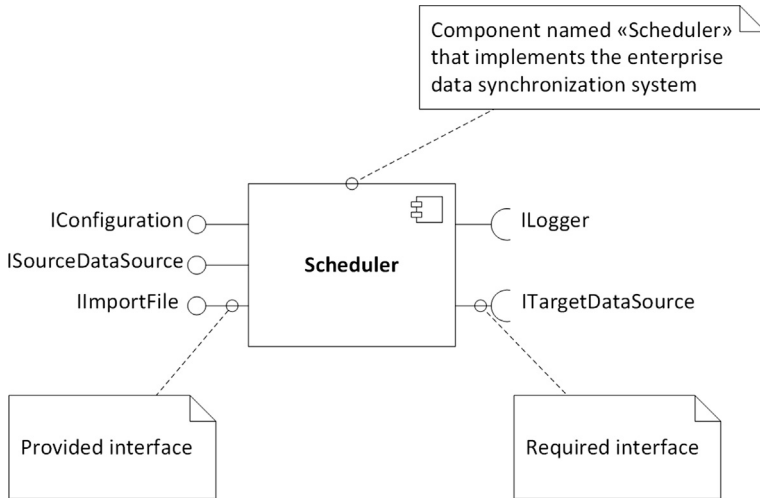 Component named «Scheduler»
that implements the enterprise
data synchronization system
IConfiguration
ISourceDataSource
IImportFile
Scheduler
ILogger
ITargetDataSource
Provided interface
Required interface